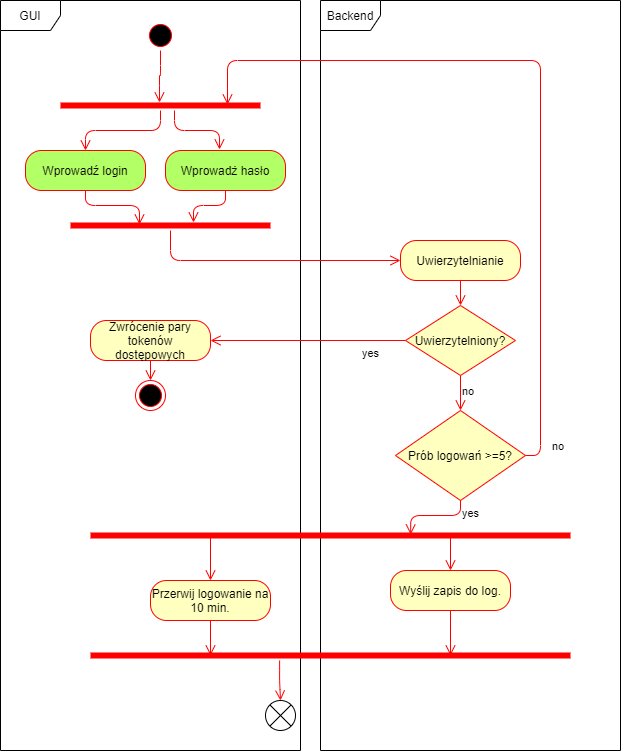 GUI
Backend
Wprowadź login
Wprowadź hasło
Uwierzytelnianie
Zwrócenie pary
tokenów
dostępowych
Uwierzytelniony?
yes
no
Prób logowań >=5?
no
yes
Przerwij logowanie na
10 min.
Wyślij zapis do log.